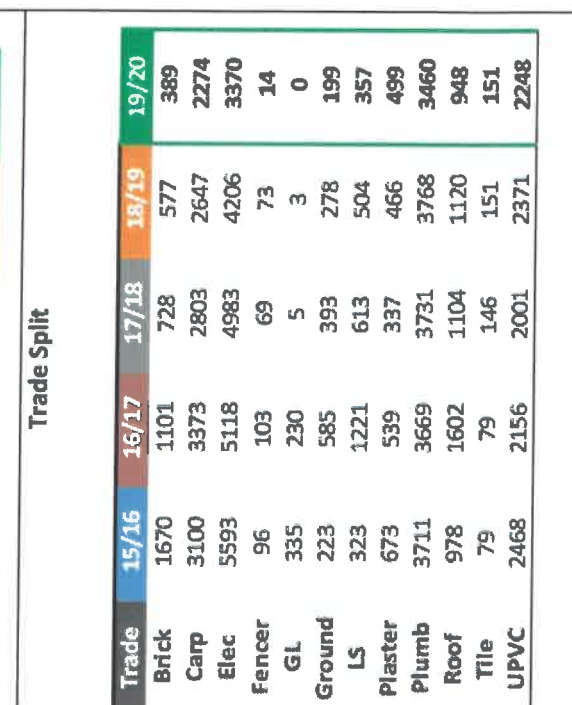 Trade Split
Trade 15/16 16/17 17/18 18/19 19/20
Brick 1670 1101 728 577 389
Carp 3100 3373 2803 2647 2274
Elec 5593 5118 4983 4206 3370
Fencer 96 103 69 73 14
GL 335 230 5 3 0
Ground 223 585 393 278 199
LS 323 1221 613 504 357
Plaster 673 539 337 466 499
Plumb 3711 3669 3731 3768 3460
Roof 978 1602 1104 1120 948
Tile 79 79 146 151 151
UPVC 2468 2156 2001 2371 2248